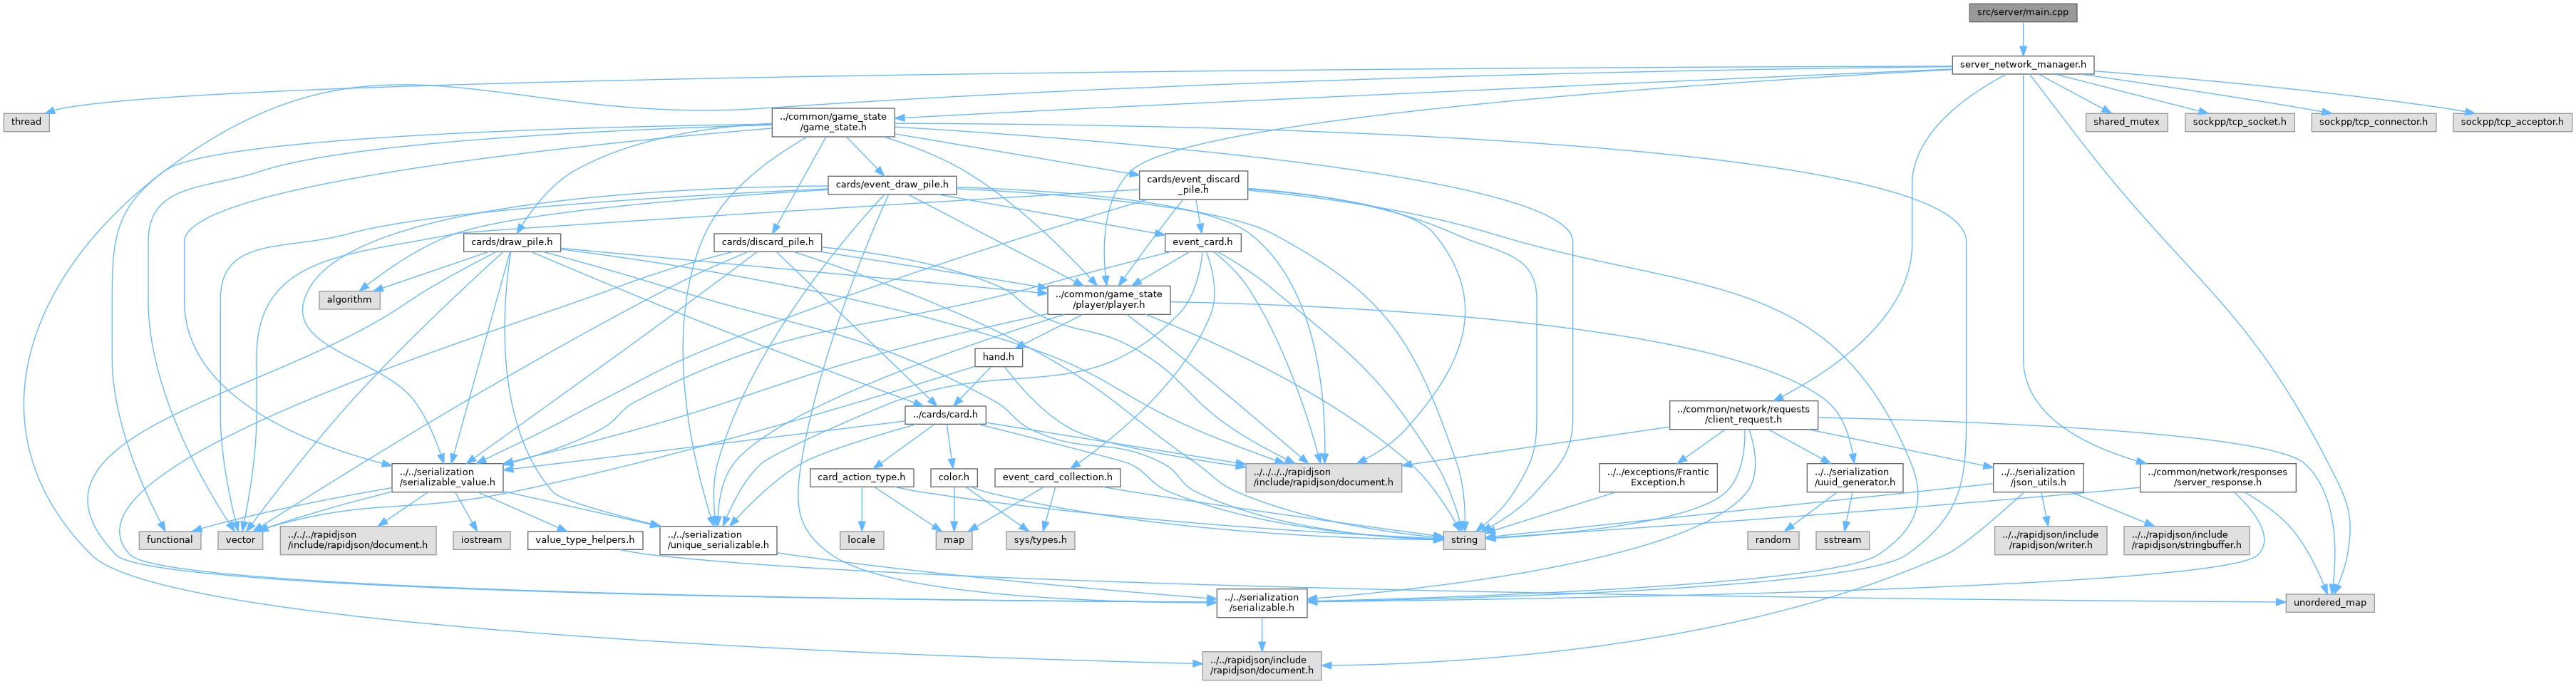 src/server/main.cpp
server_network_manager.h
thread
../common/game_state
/game_state.h
shared_mutex
sockpp/tcp_socket.h
sockpp/tcp_connector.h
sockpp/tcp_acceptor.h
cards/event_draw_pile.h
cards/event_discard
_pile.h
cards/draw_pile.h
cards/discard_pile.h
event_card.h
algorithm
../common/game_state
/player/player.h
hand.h
../cards/card.h
../common/network/requests
/client_request.h
../../serialization
/serializable_value.h
card_action_type.h
color.h
event_card_collection.h
../../../../rapidjson
/include/rapidjson/document.h
../../exceptions/Frantic
Exception.h
../../serialization
/uuid_generator.h
../../serialization
/json_utils.h
../common/network/responses
/server_response.h
functional
vector
../../../rapidjson
/include/rapidjson/document.h
iostream
value_type_helpers.h
../../serialization
/unique_serializable.h
locale
map
sys/types.h
string
random
sstream
../../rapidjson/include
/rapidjson/writer.h
../../rapidjson/include
/rapidjson/stringbuffer.h
../../serialization
/serializable.h
unordered_map
../../rapidjson/include
/rapidjson/document.h